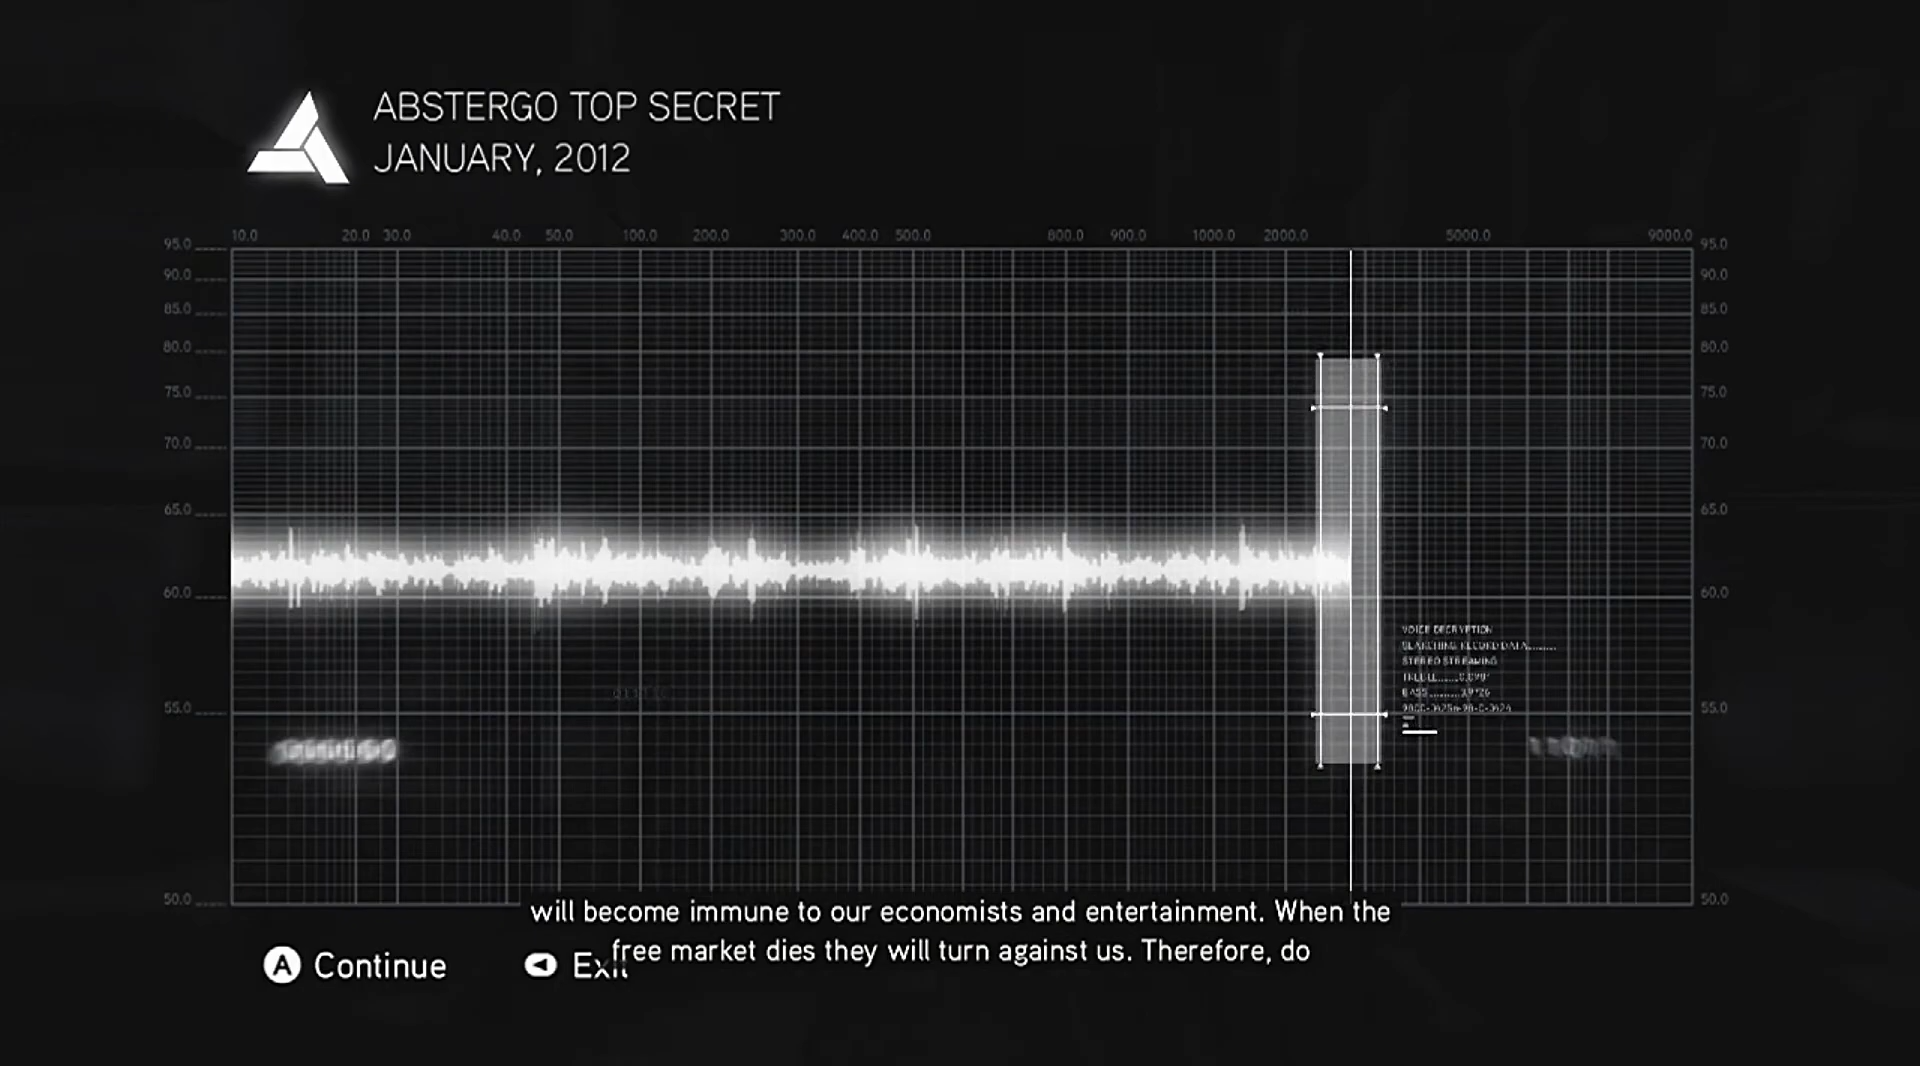 ABSTERGO TOP SECRET
JANUARY, 2012
10.0 20.0 30.0 40.0 50.0 100.0 200.0 300.0 400.0 500.0 800.0 900.0 1000.0 2000.0 5000.0 9000.0
95.0 95.0
90.0 90.0
85.0 85.0
80.0 80.0
75.0 75.0
70.0 70.0
65.0 65.0
60.0 60.0
VOICE DECRYPTION
SEARCHING RECORD DATA.........
STEREO STREAMING
BASS
55.0 55.0
50.0 50.0
will become immune to our economists and entertainment. When the
free market dies they will turn against us. Therefore, do
A Continue Exit